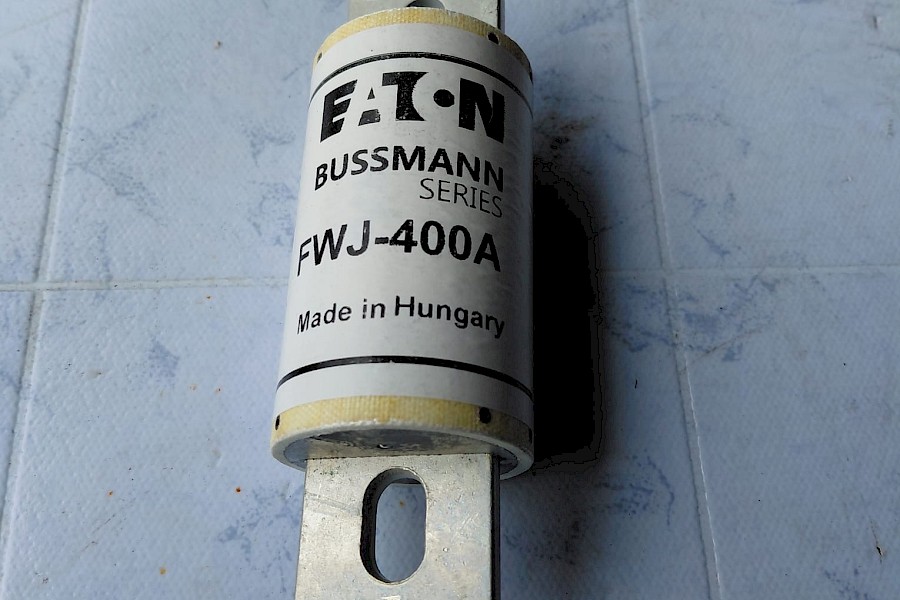 EATON
BUSSMANN
SERIES
FWJ-400A
Made in Hungary